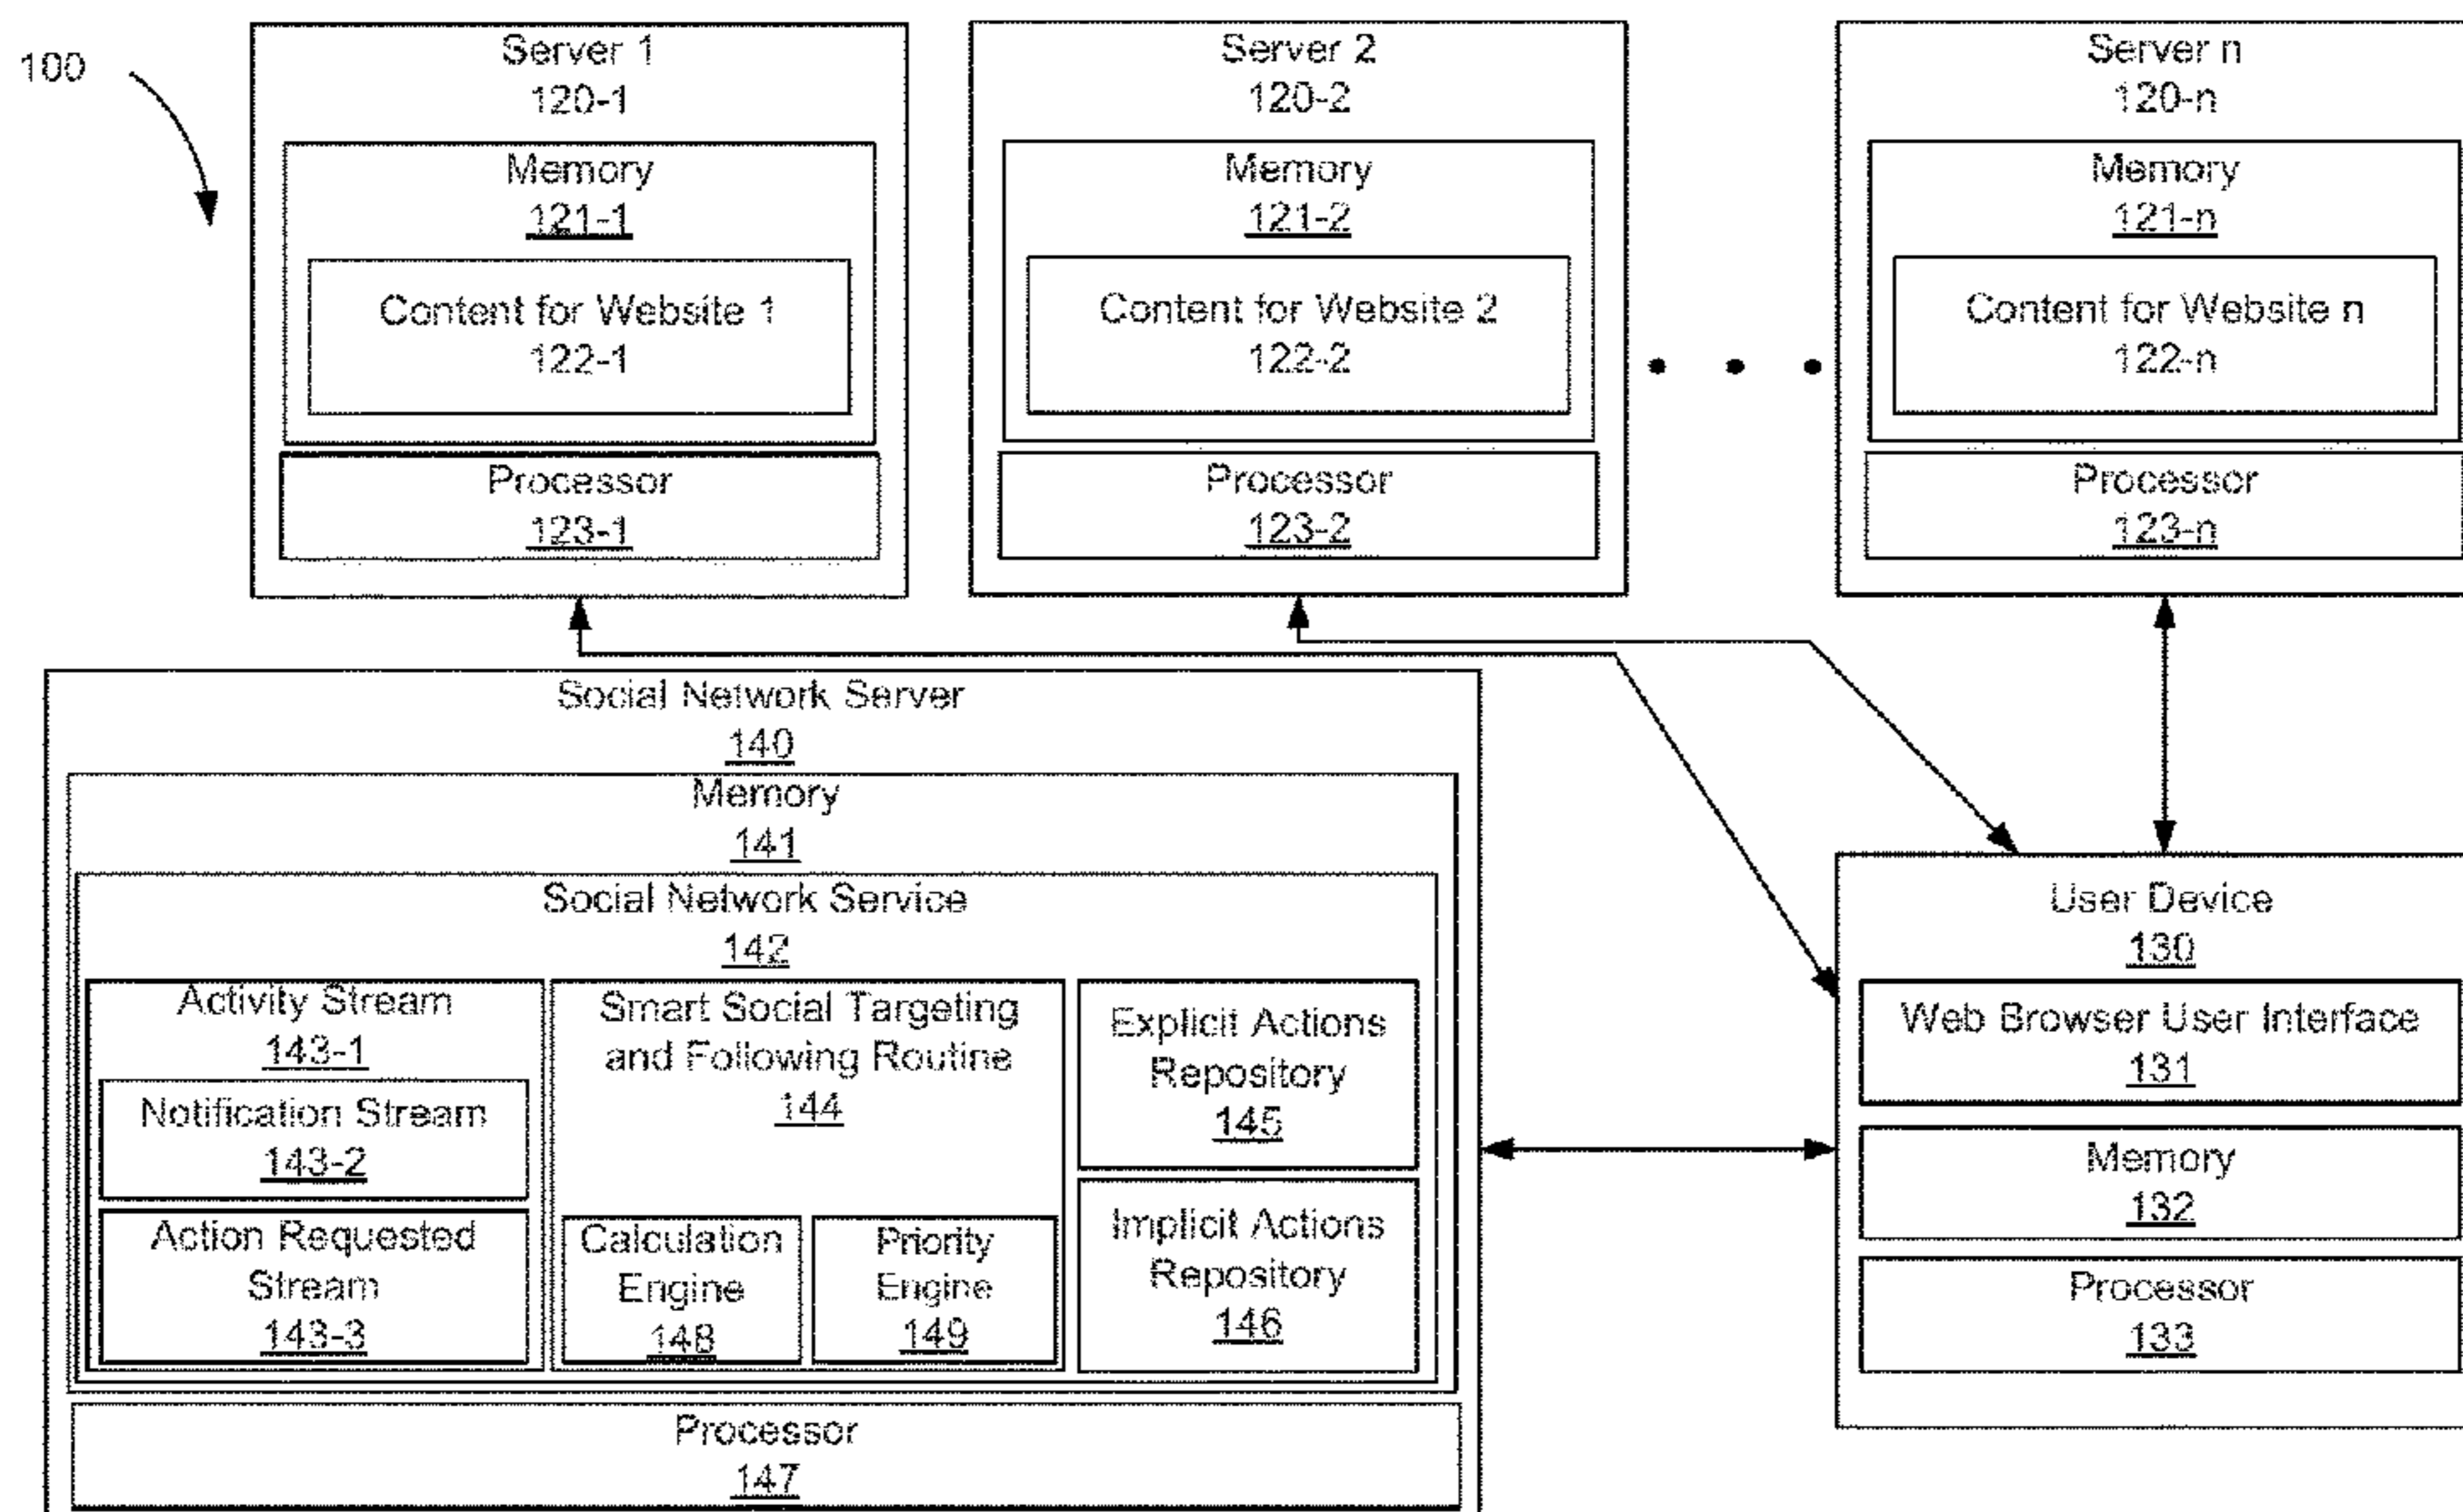 100
Server 1
120-1
Memory
121-1
Content for Website 1
122-1
Processor
123-1
Server 2
120-2
Memory
121-2
Content for Website 2
122-2
Processor
123-2
Server n
120-n
Memory
121-n
Content for Website n
122-n
Processor
123-n
Social Network Server
140
Memory
141
Social Network Service
142
Activity Stream
143-1
Notification Stream
143-2
Action Requested
Stream
143-3
Smart Social Targeting
and Following Routine
144
Calculation
Engine
148
Priority
Engine
149
Explicit Actions
Repository
145
Implicit Actions
Repository
146
Processor
147
User Device
130
Web Browser User Interface
131
Memory
132
Processor
133